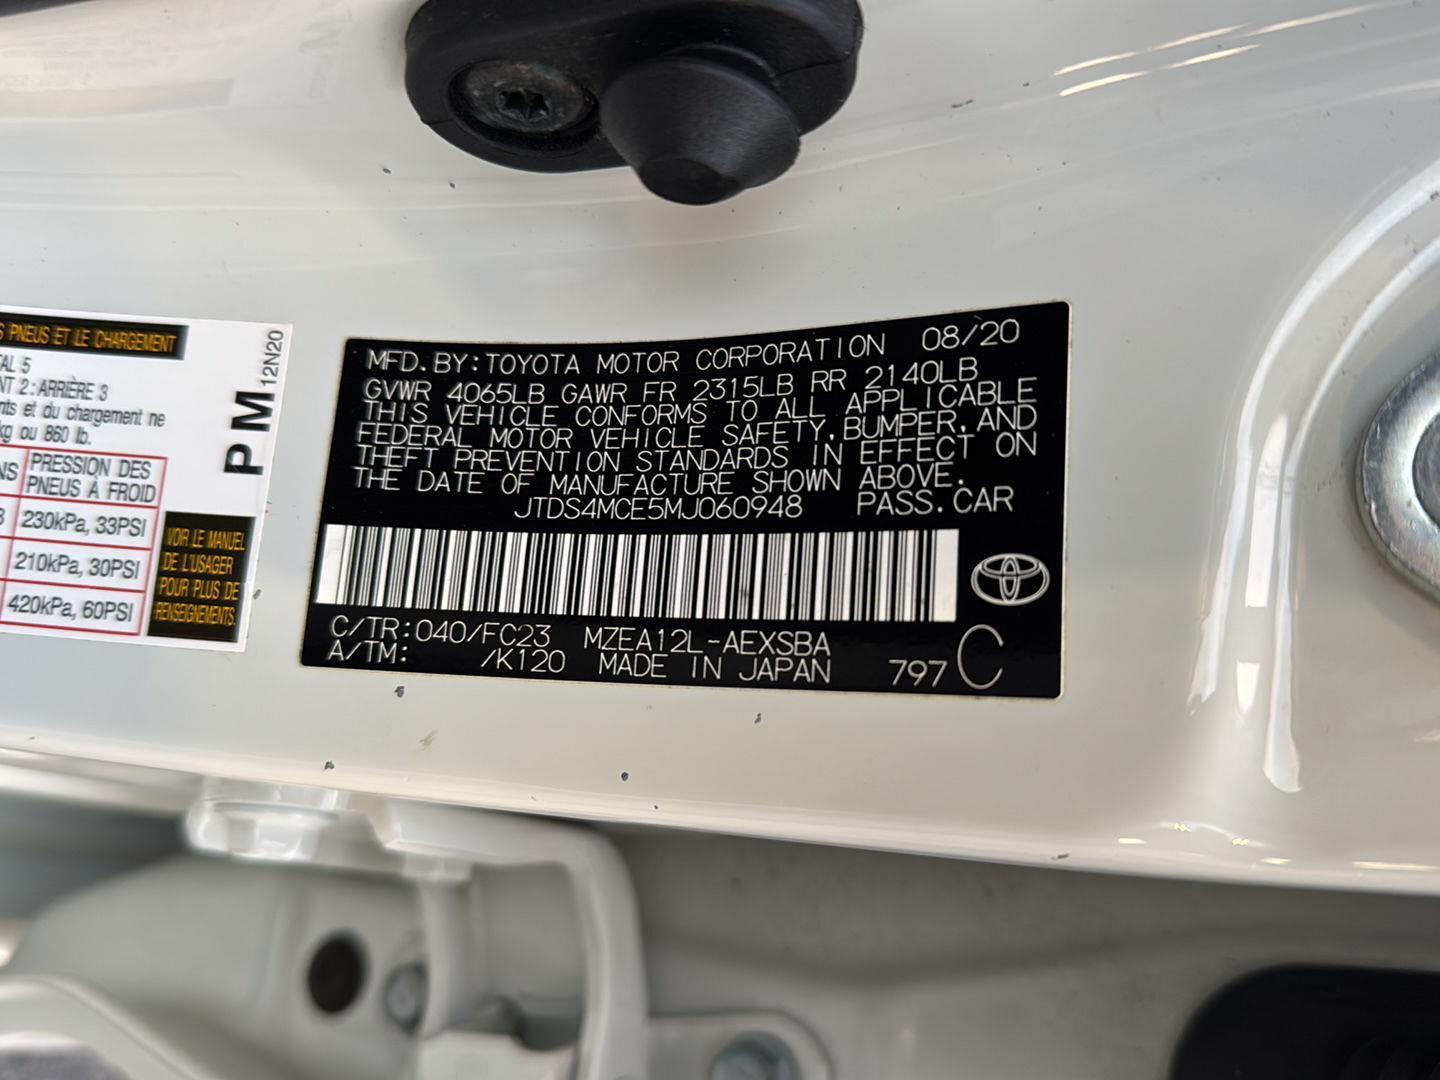 S PNEUS ET LE CHARGEMENT
TAL 5
NT 2: ARRIÈRE 3
nts et du chargement ne
kg ou 860 lb.
NS PRESSION DES
PNEUS À FROID
230kPa, 33PSI
210kPa, 30PSI
420kPa, 60PSI
PM 12N20
VOIR LE MANUEL
DE L'USAGER
POUR PLUS DE
RENSEIGNEMENTS.
MFD. BY: TOYOTA MOTOR CORPORATION 08/20
GVWR 4065LB GAWR FR 2315LB RR 2140LB
THIS VEHICLE CONFORMS TO ALL APPLICABLE
FEDERAL MOTOR VEHICLE SAFETY, BUMPER, AND
THEFT PREVENTION STANDARDS IN EFFECT ON
THE DATE OF MANUFACTURE SHOWN ABOVE.
JTDS4MCE5MJ060948 PASS. CAR
C/TR: 040/FC23 MZEA12L-AEXSBA
A/TM: /K120 MADE IN JAPAN 797 C